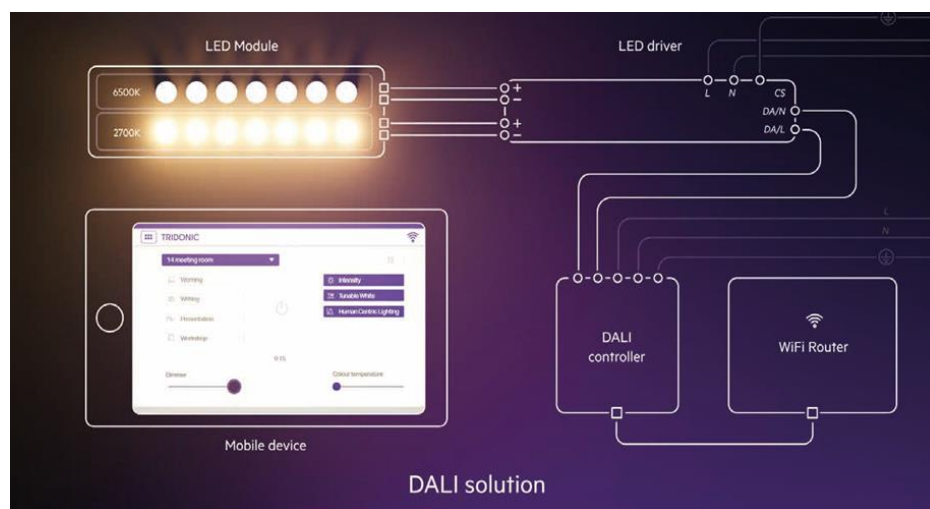 LED Module
LED driver
6500K
2700K
+
−
+
−
L N CS
DA/N
DA/L
L
N
TRIDONIC
14 meeting room
Writing
Presentation
Workshop
Intensity
Tunable White
Human Centric Lighting
Dimmer
Colour temperature
Mobile device
DALI
controller
WiFi Router
DALI solution